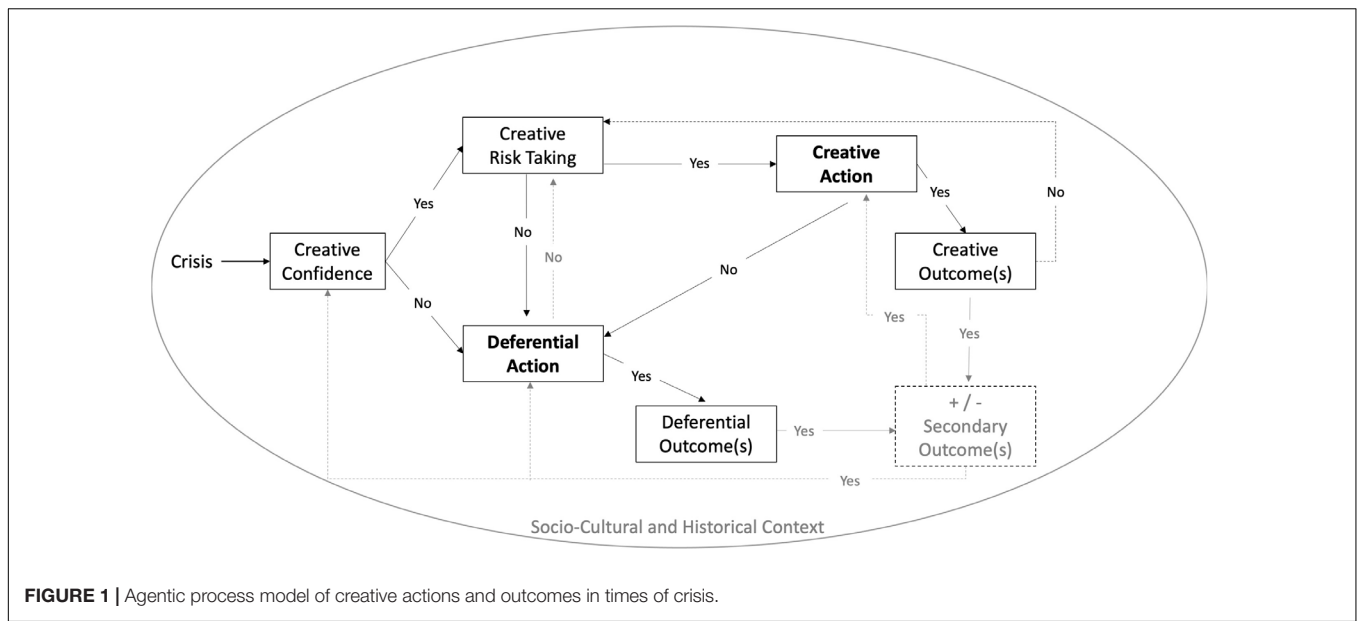 Creative
Risk Taking
Yes
Creative
Action
Yes
No
Yes
No
No
Crisis
Creative
Confidence
Creative
Outcome(s)
No
No
Yes
Yes
Deferential
Action
Yes
+ / -
Secondary
Outcome(s)
Deferential
Outcome(s)
Yes
Yes
Socio-Cultural and Historical Context
FIGURE 1 | Agentic process model of creative actions and outcomes in times of crisis.